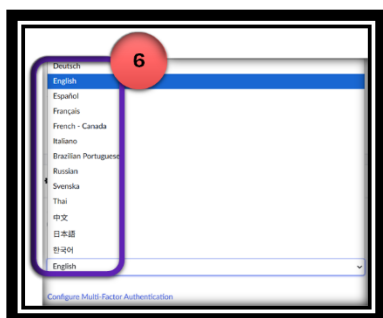 6
Deutsch
English
Español
Français
French - Canada
Italiano
Brazilian Portuguese
Russian
Svenska
Thai
中文
日本語
한국어
English
Configure Multi-Factor Authentication